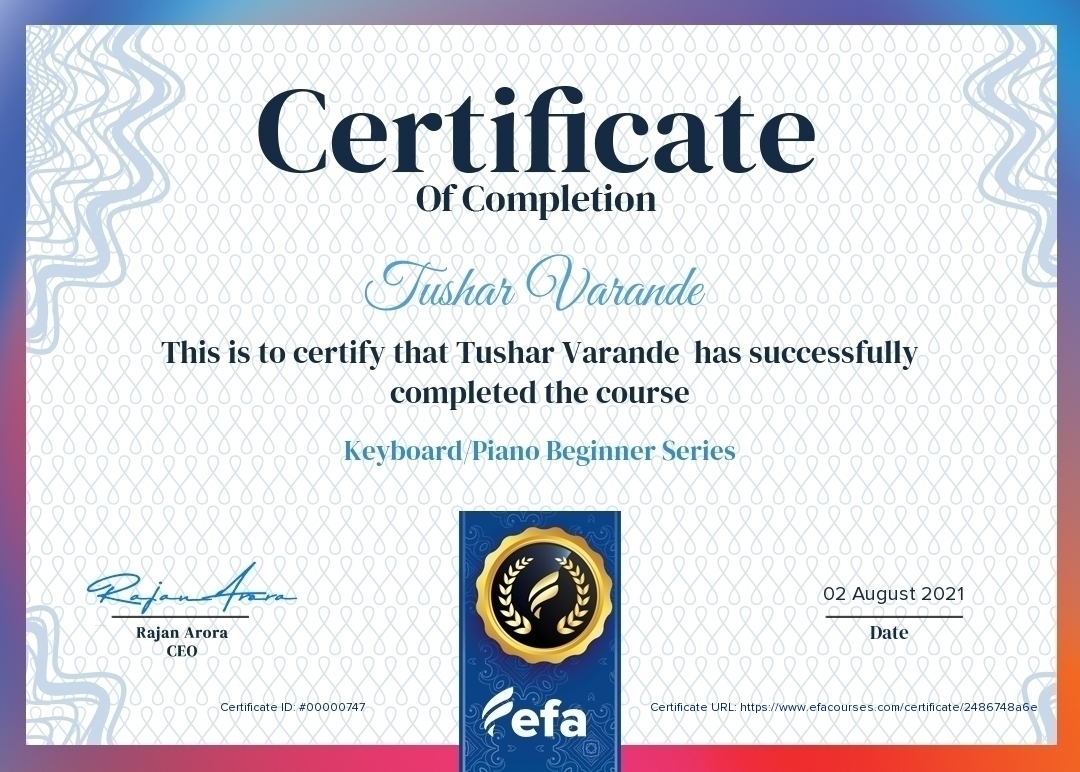 Certificate
Of Completion
Tushar Varande
This is to certify that Tushar Varande has successfully
completed the course
Keyboard/Piano Beginner Series
Rajan Arora
02 August 2021
Rajan Arora
CEO
Date
efa
Certificate ID: #00000747
Certificate URL: https://www.efacourses.com/certificate/2486748a6e